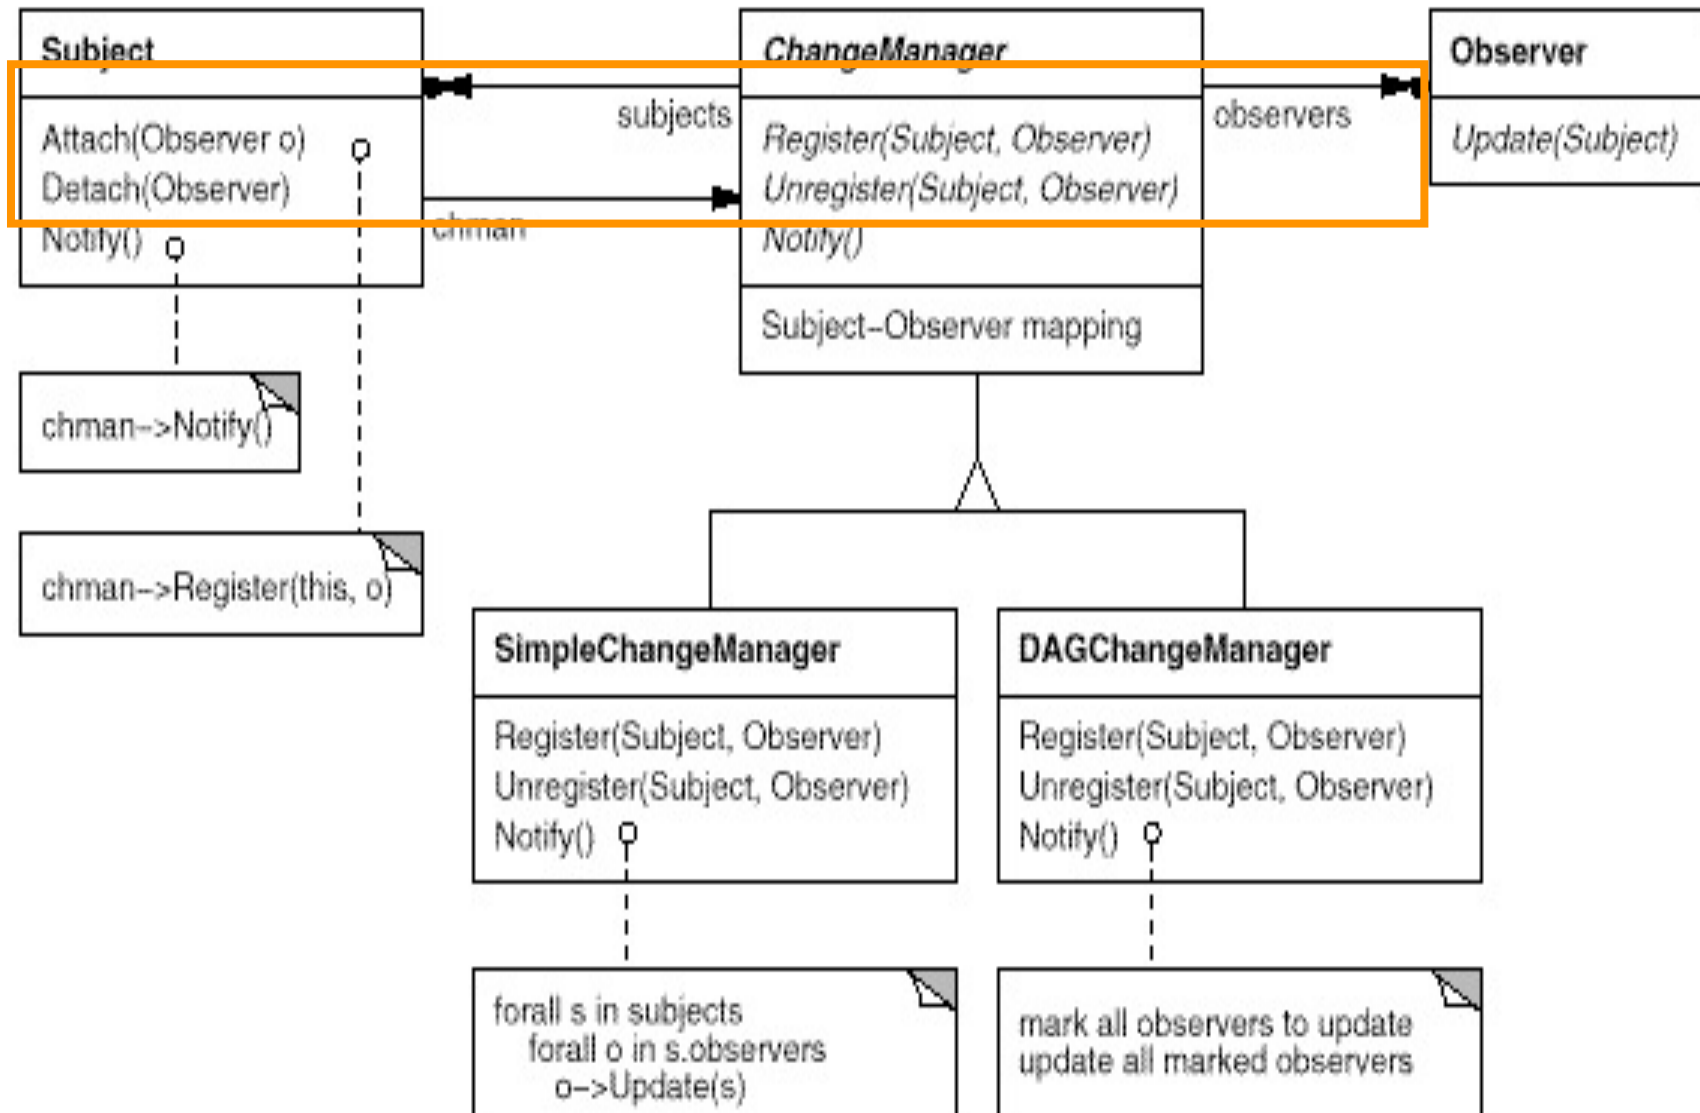 Subject
Attach(Observer o)
Detach(Observer)
Notify()
subjects
chman
ChangeManager
Register(Subject, Observer)
Unregister(Subject, Observer)
Notify()
Subject-Observer mapping
observers
Observer
Update(Subject)
chman->Notify()
chman->Register(this, o)
SimpleChangeManager
Register(Subject, Observer)
Unregister(Subject, Observer)
Notify()
DAGChangeManager
Register(Subject, Observer)
Unregister(Subject, Observer)
Notify()
forall s in subjects
forall o in s.observers
o->Update(s)
mark all observers to update
update all marked observers